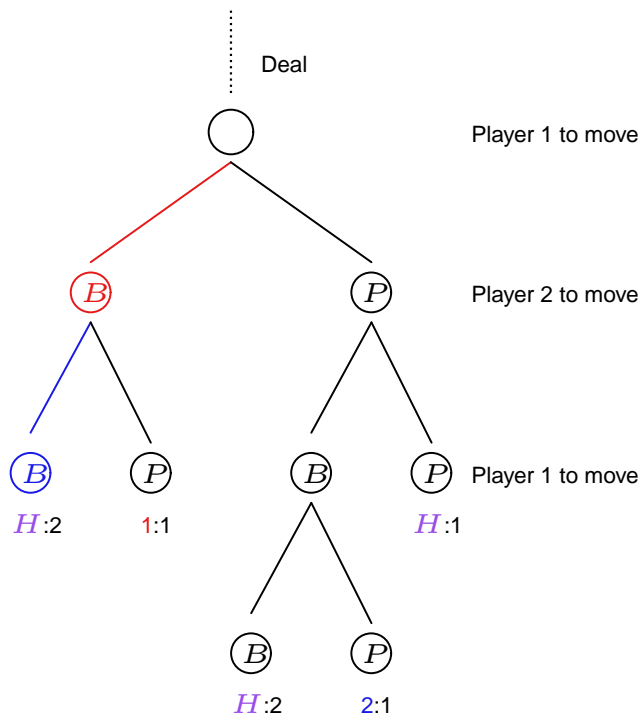 Deal
Player 1 to move
B P Player 2 to move
B P B P Player 1 to move
H:2 1:1 H:1
B P
H:2 2:1